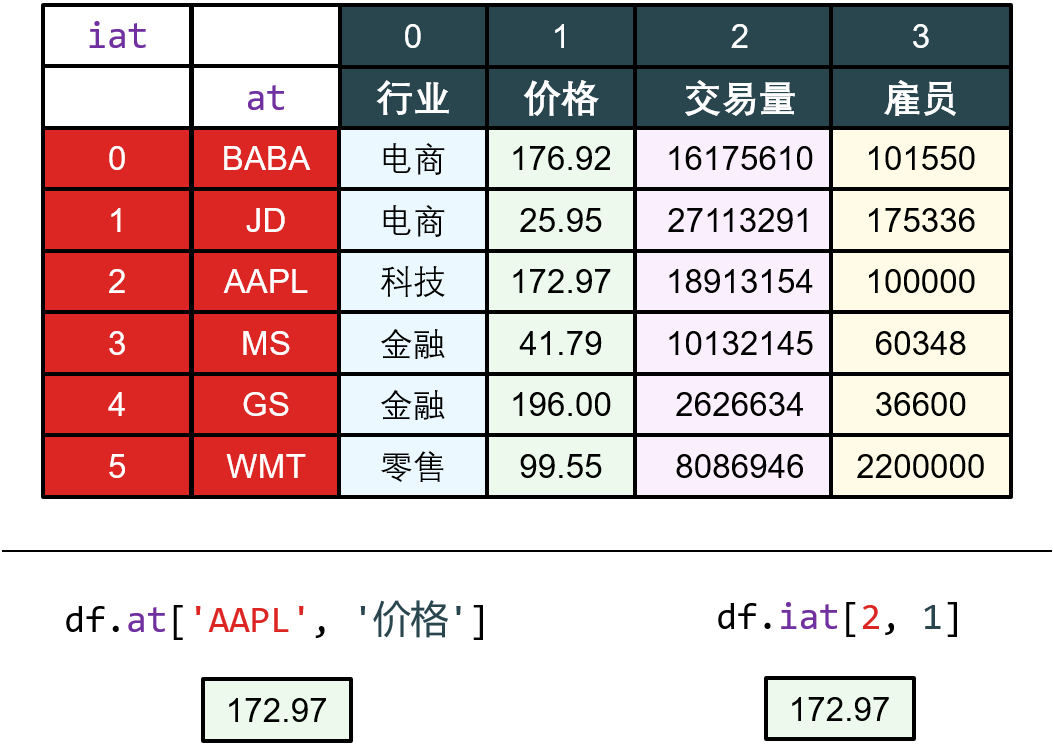 iat 0 1 2 3
at 行业 价格 交易量 雇员
0 BABA 电商 176.92 16175610 101550
1 JD 电商 25.95 27113291 175336
2 AAPL 科技 172.97 18913154 100000
3 MS 金融 41.79 10132145 60348
4 GS 金融 196.00 2626634 36600
5 WMT 零售 99.55 8086946 2200000
df.at['AAPL', '价格'] df.iat[2, 1]
172.97 172.97